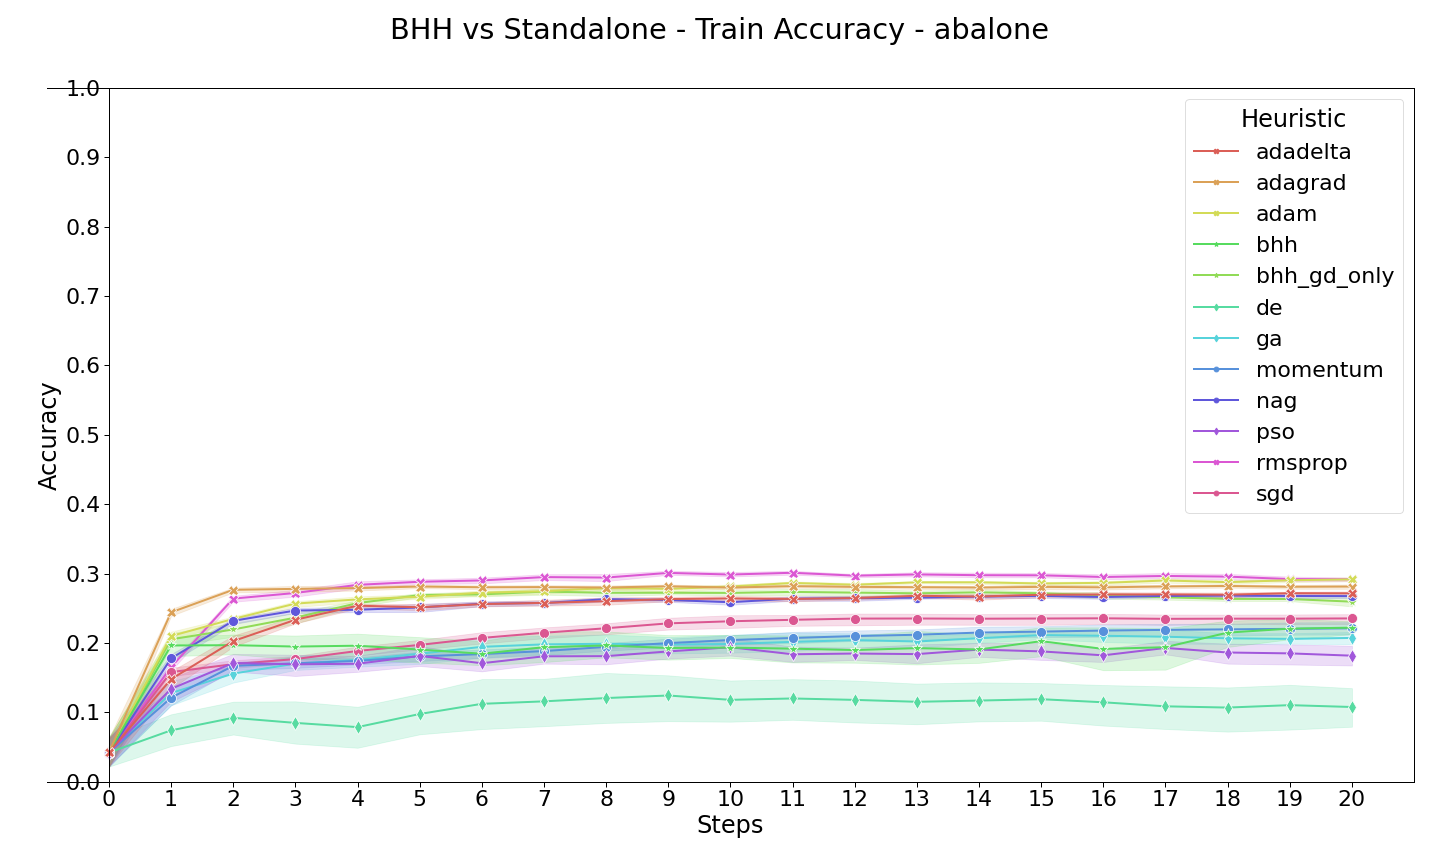 BHH vs Standalone - Train Accuracy - abalone
1.0
0.9
0.8
0.7
0.6
0.5
0.4
0.3
0.2
0.1
0.0
Accuracy
Heuristic
adadelta
adagrad
adam
bhh
bhh_gd_only
de
ga
momentum
nag
pso
rmsprop
sgd
0 1 2 3 4 5 6 7 8 9 10 11 12 13 14 15 16 17 18 19 20
Steps